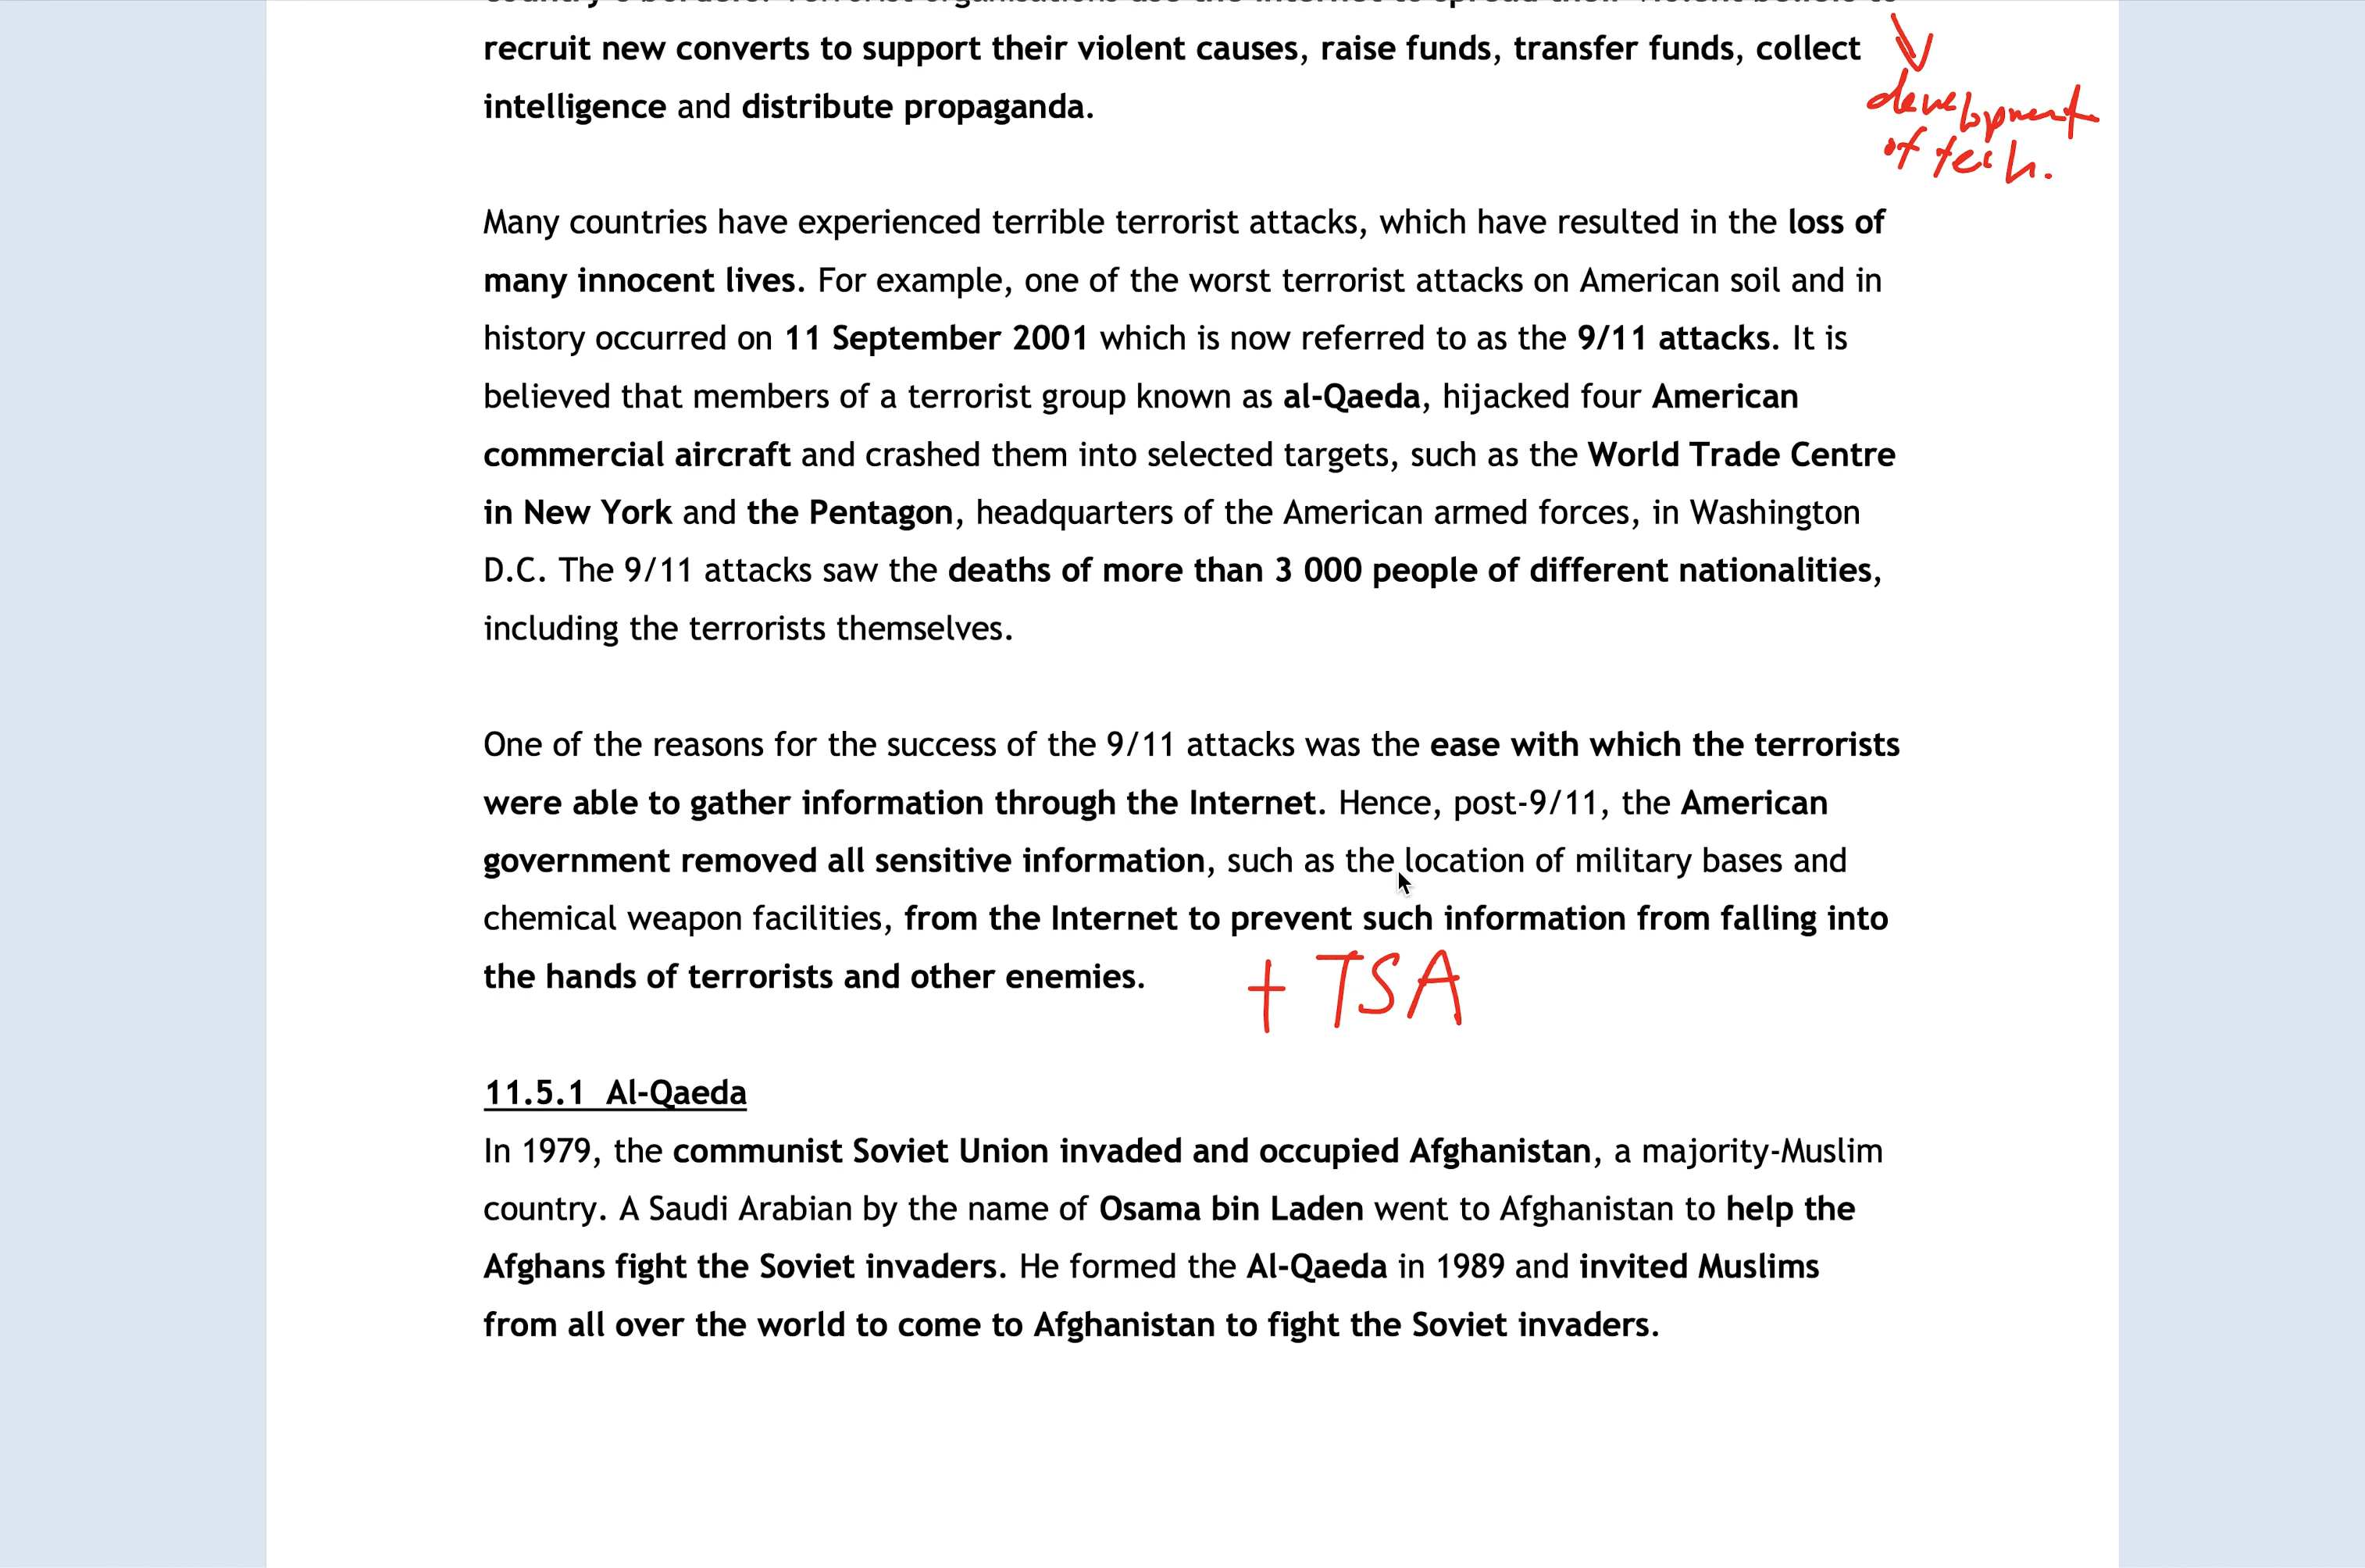 recruit new converts to support their violent causes, raise funds, transfer funds, collect
intelligence and distribute propaganda.
development
of tech.
Many countries have experienced terrible terrorist attacks, which have resulted in the loss of
many innocent lives. For example, one of the worst terrorist attacks on American soil and in
history occurred on 11 September 2001 which is now referred to as the 9/11 attacks. It is
believed that members of a terrorist group known as al-Qaeda, hijacked four American
commercial aircraft and crashed them into selected targets, such as the World Trade Centre
in New York and the Pentagon, headquarters of the American armed forces, in Washington
D.C. The 9/11 attacks saw the deaths of more than 3 000 people of different nationalities,
including the terrorists themselves.
One of the reasons for the success of the 9/11 attacks was the ease with which the terrorists
were able to gather information through the Internet. Hence, post-9/11, the American
government removed all sensitive information, such as the location of military bases and
chemical weapon facilities, from the Internet to prevent such information from falling into
the hands of terrorists and other enemies.
+ TSA
11.5.1 Al-Qaeda
In 1979, the communist Soviet Union invaded and occupied Afghanistan, a majority-Muslim
country. A Saudi Arabian by the name of Osama bin Laden went to Afghanistan to help the
Afghans fight the Soviet invaders. He formed the Al-Qaeda in 1989 and invited Muslims
from all over the world to come to Afghanistan to fight the Soviet invaders.